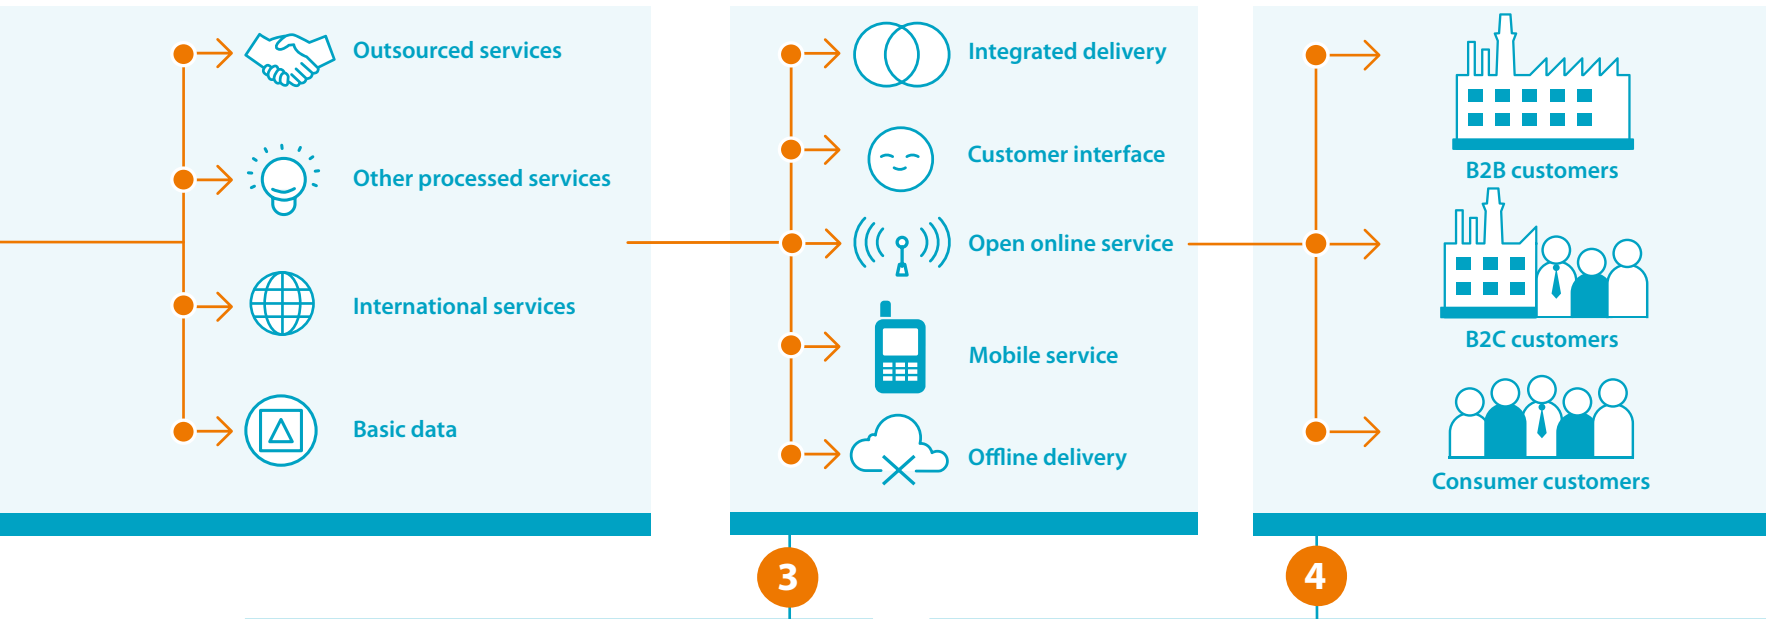 Outsourced services
Other processed services
International services
Basic data
Integrated delivery
Customer interface
Open online service
Mobile service
Offline delivery
B2B customers
B2C customers
Consumer customers
3
4